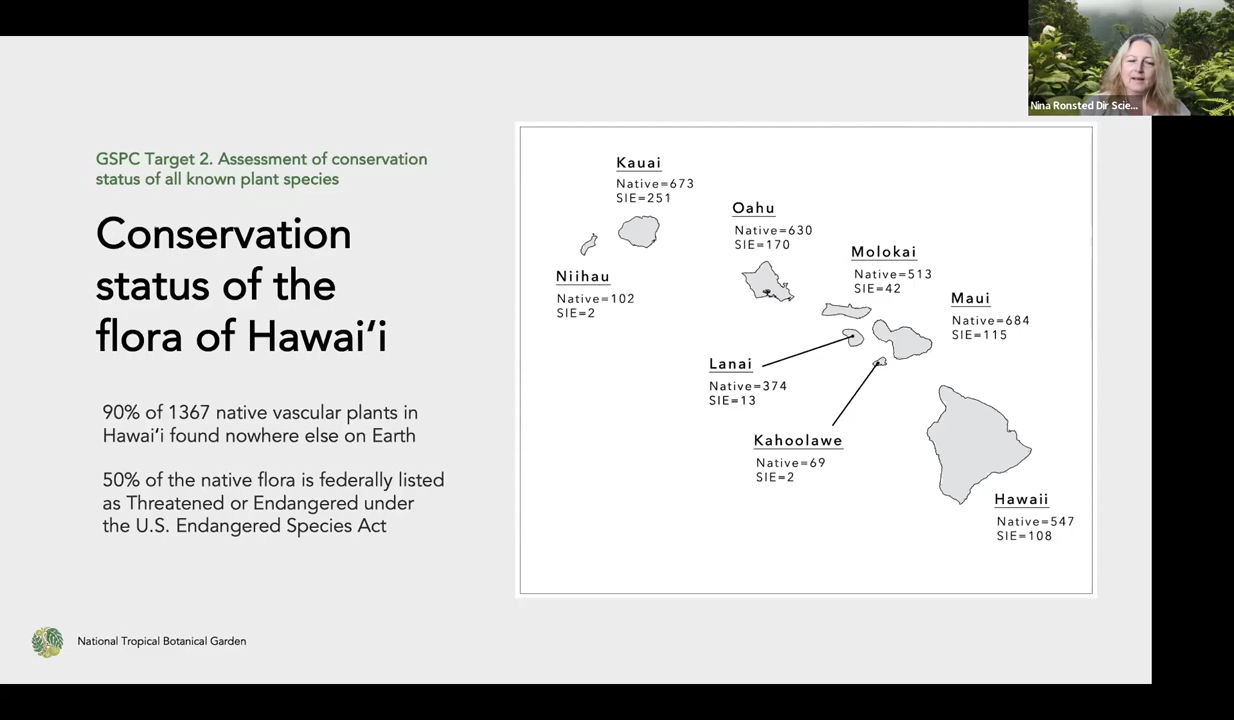 Nina Ronsted Dir Scie...
GSPC Target 2. Assessment of conservation
status of all known plant species
Conservation
status of the
flora of Hawai‘i
90% of 1367 native vascular plants in
Hawai‘i found nowhere else on Earth
50% of the native flora is federally listed
as Threatened or Endangered under
the U.S. Endangered Species Act
National Tropical Botanical Garden
Kauai
Native=673
SIE=251
Niihau
Native=102
SIE=2
Oahu
Native=630
SIE=170
Molokai
Native=513
SIE=42
Maui
Native=684
SIE=115
Lanai
Native=374
SIE=13
Kahoolawe
Native=69
SIE=2
Hawaii
Native=547
SIE=108